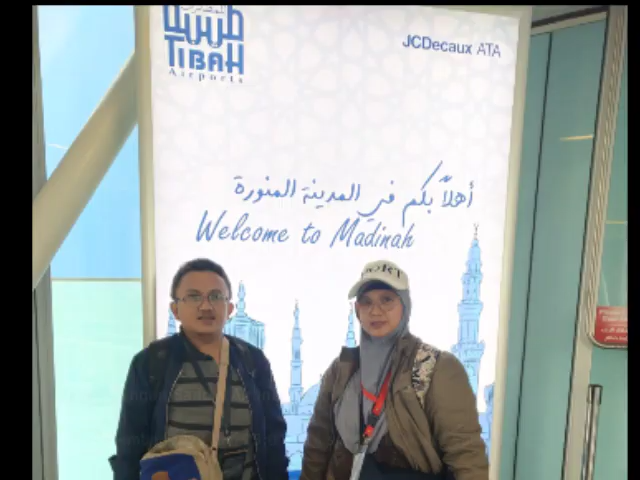 طيبة
TIBAH
Airports
JCDecaux ATA
أهلاً بكم في المدينة المنورة
Welcome to Madinah